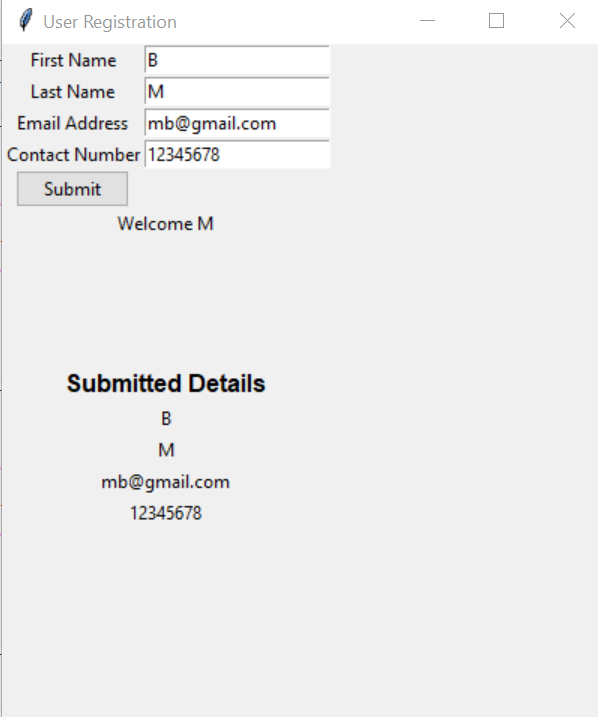 User Registration
First Name B
Last Name M
Email Address mb@gmail.com
Contact Number 12345678
Submit
Welcome M
Submitted Details
B
M
mb@gmail.com
12345678